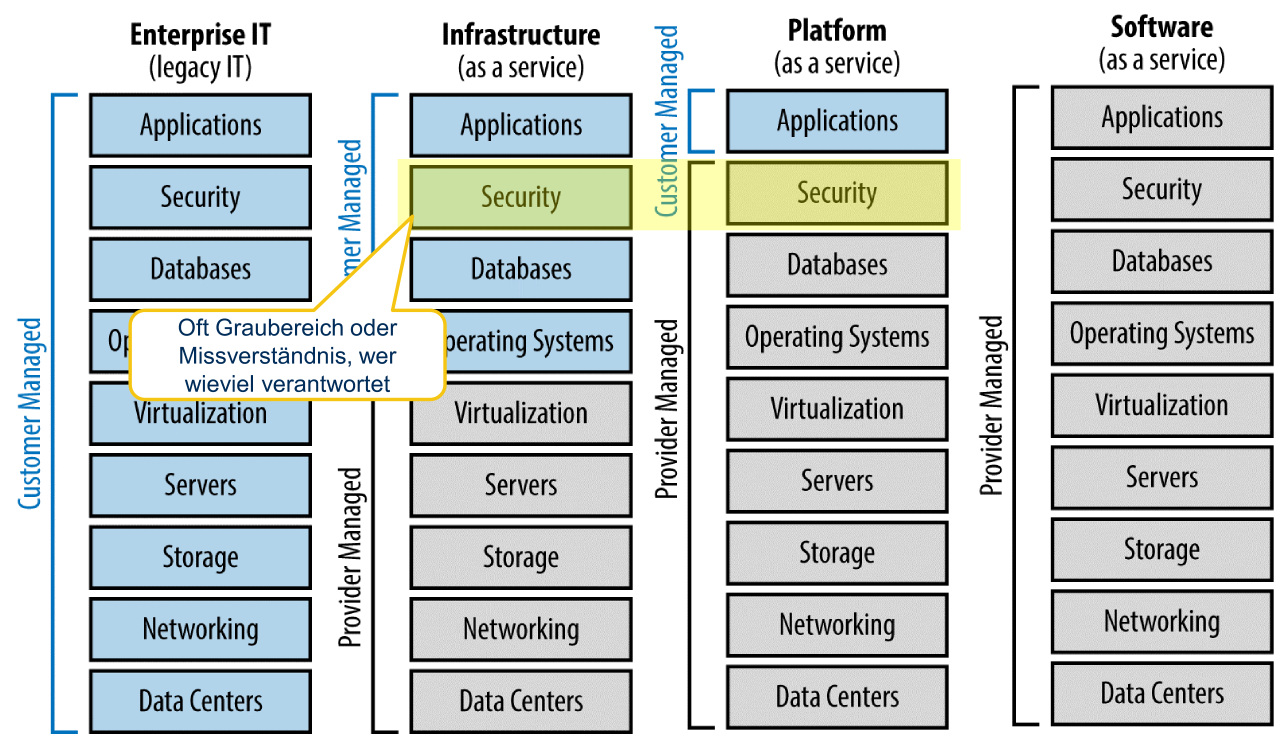 Enterprise IT
(legacy IT)
Customer Managed
Applications
Security
Databases
Op
Virtualization
Servers
Storage
Networking
Data Centers
Infrastructure
(as a service)
mer Managed
Provider Managed
Applications
Security
Databases
perating Systems
Virtualization
Servers
Storage
Networking
Data Centers
Oft Graubereich oder
Missverständnis, wer
wieviel verantwortet
Platform
(as a service)
Customer Managed
Provider Managed
Applications
Security
Databases
Operating Systems
Virtualization
Servers
Storage
Networking
Data Centers
Software
(as a service)
Provider Managed
Applications
Security
Databases
Operating Systems
Virtualization
Servers
Storage
Networking
Data Centers